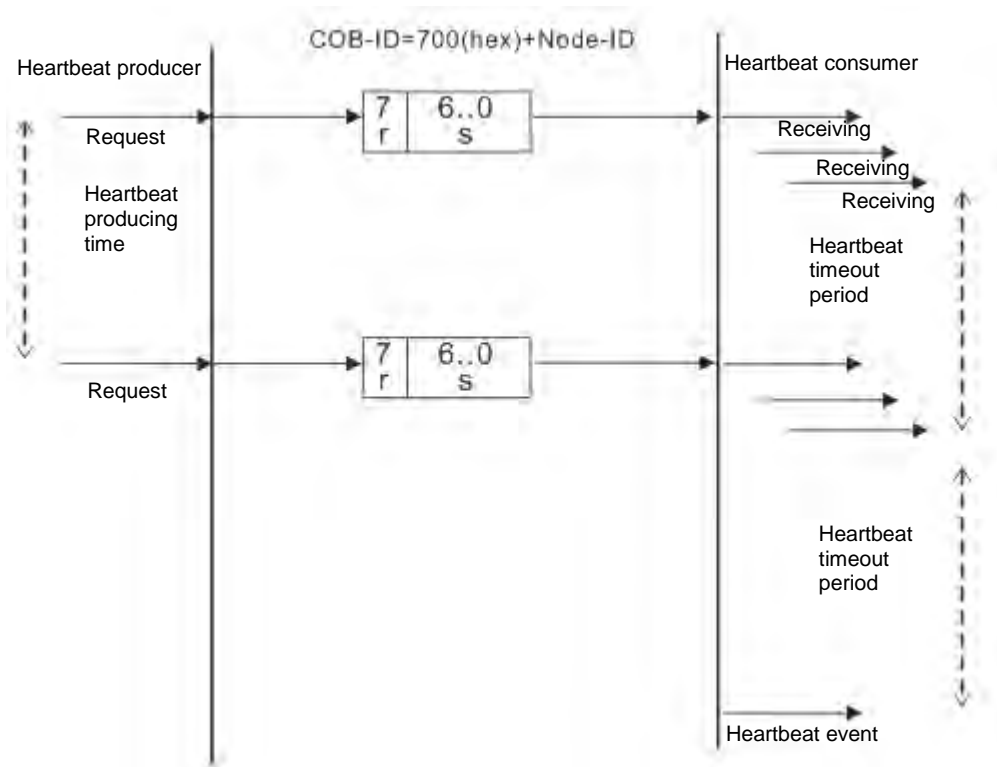 COB-ID=700(hex)+Node-ID
Heartbeat producer
Heartbeat consumer
7
6..0
r
s
Request
Receiving
Receiving
Receiving
Heartbeat
producing
time
Heartbeat
timeout
period
7
6..0
r
s
Request
Heartbeat
timeout
period
Heartbeat event